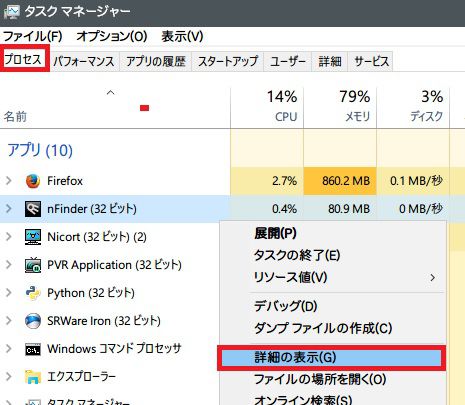 タスク マネージャー
ファイル(F) オプション(O) 表示(V)
プロセス パフォーマンス アプリの履歴 スタートアップ ユーザー 詳細 サービス
14% 79% 3%
名前 CPU メモリ ディスク
アプリ (10)
Firefox 2.7% 860.2 MB 0.1 MB/秒
nFinder (32 ビット) 0.4% 80.9 MB 0 MB/秒
Nicort (32 ビット) (2)
PVR Application (32 ビット)
Python (32 ビット)
SRWare Iron (32 ビット)
Windows コマンド プロセッサ
エクスプローラー
タスク マネージャー
展開(P)
タスクの終了(E)
リソース値(V)
デバッグ(D)
ダンプ ファイルの作成(C)
詳細の表示(G)
ファイルの場所を開く(O)
オンライン検索(S)